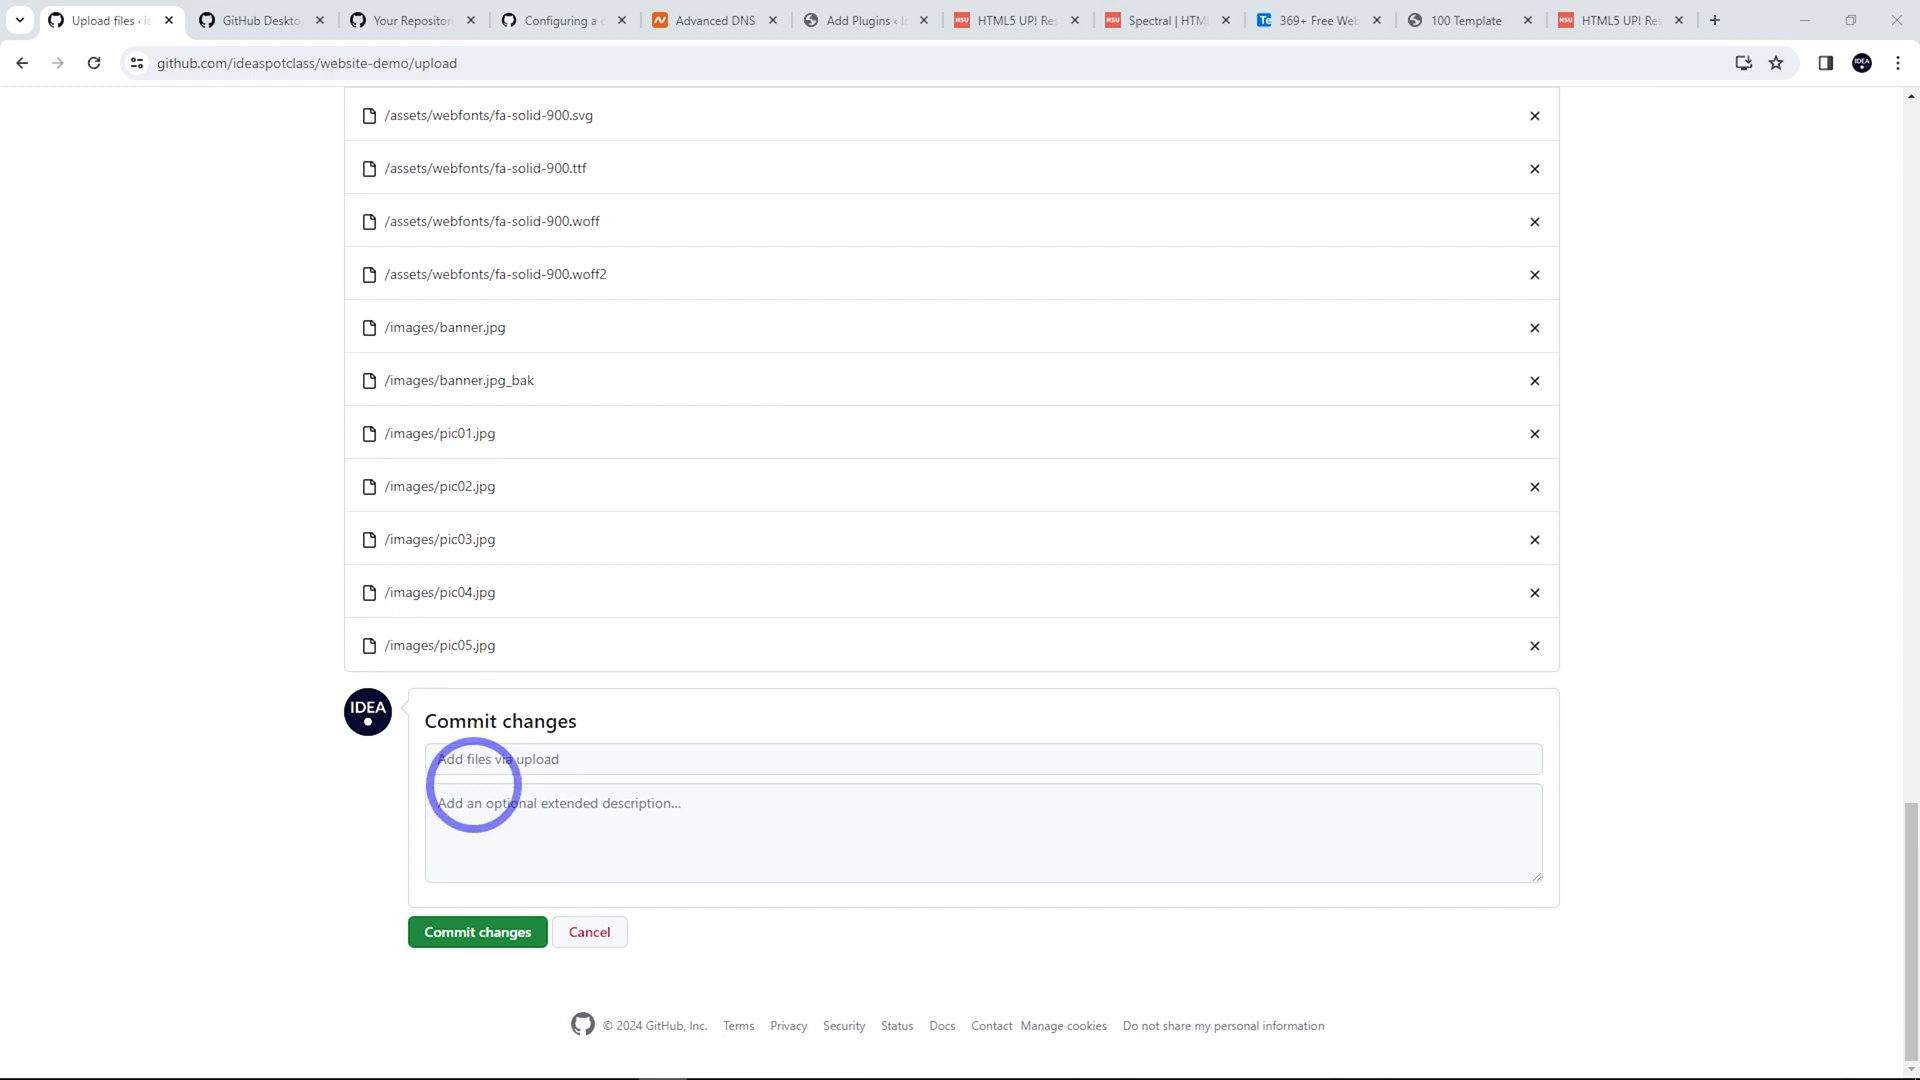 Upload files · i
GitHub Deskto
Your Repositor
Configuring a c
Advanced DNS
Add Plugins ‹ I
HTML5 UP! Res
Spectral | HTM
369+ Free Web
100 Template
HTML5 UP! Res
github.com/ideaspotclass/website-demo/upload
/assets/webfonts/fa-solid-900.svg
/assets/webfonts/fa-solid-900.ttf
/assets/webfonts/fa-solid-900.woff
/assets/webfonts/fa-solid-900.woff2
/images/banner.jpg
/images/banner.jpg_bak
/images/pic01.jpg
/images/pic02.jpg
/images/pic03.jpg
/images/pic04.jpg
/images/pic05.jpg
IDEA
Commit changes
Add files via upload
Add an optional extended description...
Commit changes
Cancel
© 2024 GitHub, Inc. Terms Privacy Security Status Docs Contact Manage cookies Do not share my personal information